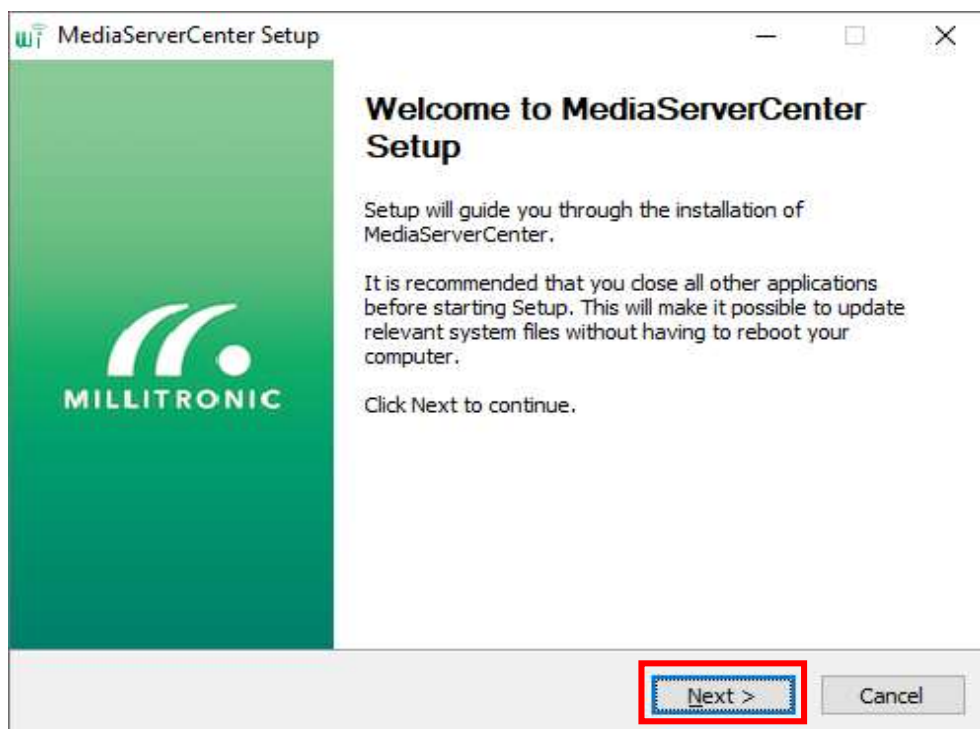 MediaServerCenter Setup
Welcome to MediaServerCenter
Setup
Setup will guide you through the installation of
MediaServerCenter.
It is recommended that you close all other applications
before starting Setup. This will make it possible to update
relevant system files without having to reboot your
computer.
MILLITRONIC
Click Next to continue.
Next >
Cancel